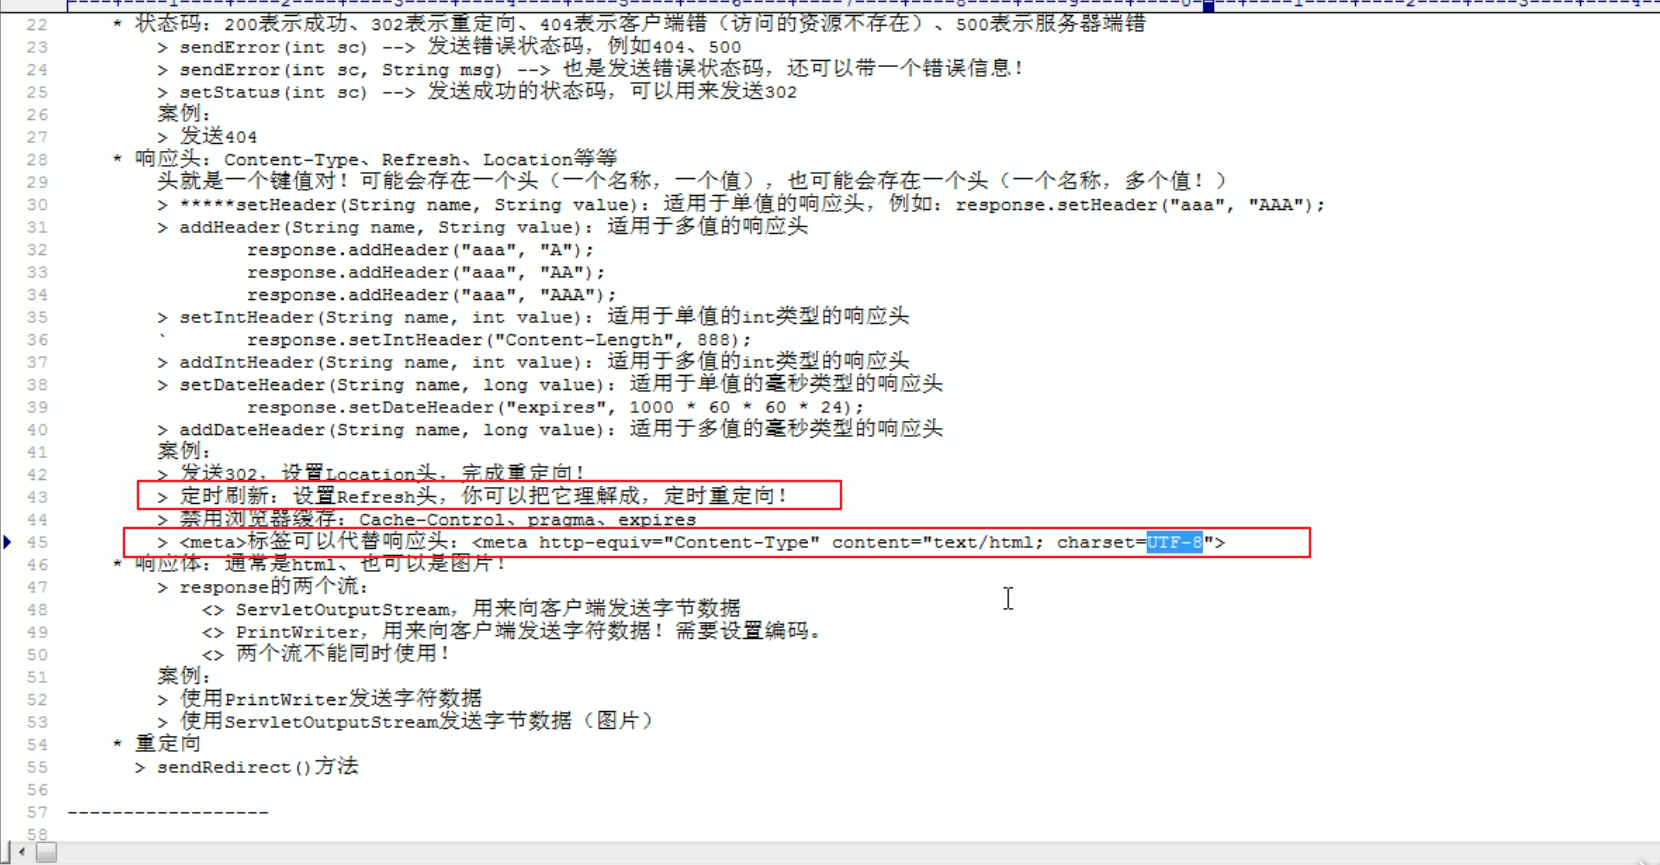 22 * 状态码：200表示成功、302表示重定向、404表示客户端错（访问的资源不存在）、500表示服务器端错
23 > sendError(int sc) --> 发送错误状态码，例如404、500
24 > sendError(int sc, String msg) --> 也是发送错误状态码，还可以带一个错误信息！
25 > setStatus(int sc) --> 发送成功的状态码，可以用来发送302
26 案例：
27 > 发送404
28 * 响应头：Content-Type、Refresh、Location等等
29 头就是一个键值对！可能会存在一个头（一个名称，一个值），也可能会存在一个头（一个名称，多个值！）
30 > *****setHeader(String name, String value)：适用于单值的响应头，例如：response.setHeader("aaa", "AAA");
31 > addHeader(String name, String value)：适用于多值的响应头
32 response.addHeader("aaa", "A");
33 response.addHeader("aaa", "AA");
34 response.addHeader("aaa", "AAA");
35 > setIntHeader(String name, int value)：适用于单值的int类型的响应头
36 ` response.setIntHeader("Content-Length", 888);
37 > addIntHeader(String name, int value)：适用于多值的int类型的响应头
38 > setDateHeader(String name, long value)：适用于单值的毫秒类型的响应头
39 response.setDateHeader("expires", 1000 * 60 * 60 * 24);
40 > addDateHeader(String name, long value)：适用于多值的毫秒类型的响应头
41 案例：
42 > 发送302，设置Location头，完成重定向！
43 > 定时刷新：设置Refresh头，你可以把它理解成，定时重定向！
44 > 禁用浏览器缓存：Cache-Control、pragma、expires
45 > <meta>标签可以代替响应头：<meta http-equiv="Content-Type" content="text/html; charset=UTF-8">
46 * 响应体：通常是html、也可以是图片！
47 > response的两个流：
48 <> ServletOutputStream，用来向客户端发送字节数据
49 <> PrintWriter，用来向客户端发送字符数据！需要设置编码。
50 <> 两个流不能同时使用！
51 案例：
52 > 使用PrintWriter发送字符数据
53 > 使用ServletOutputStream发送字节数据（图片）
54 * 重定向
55 > sendRedirect()方法
56
57 ------------------
58